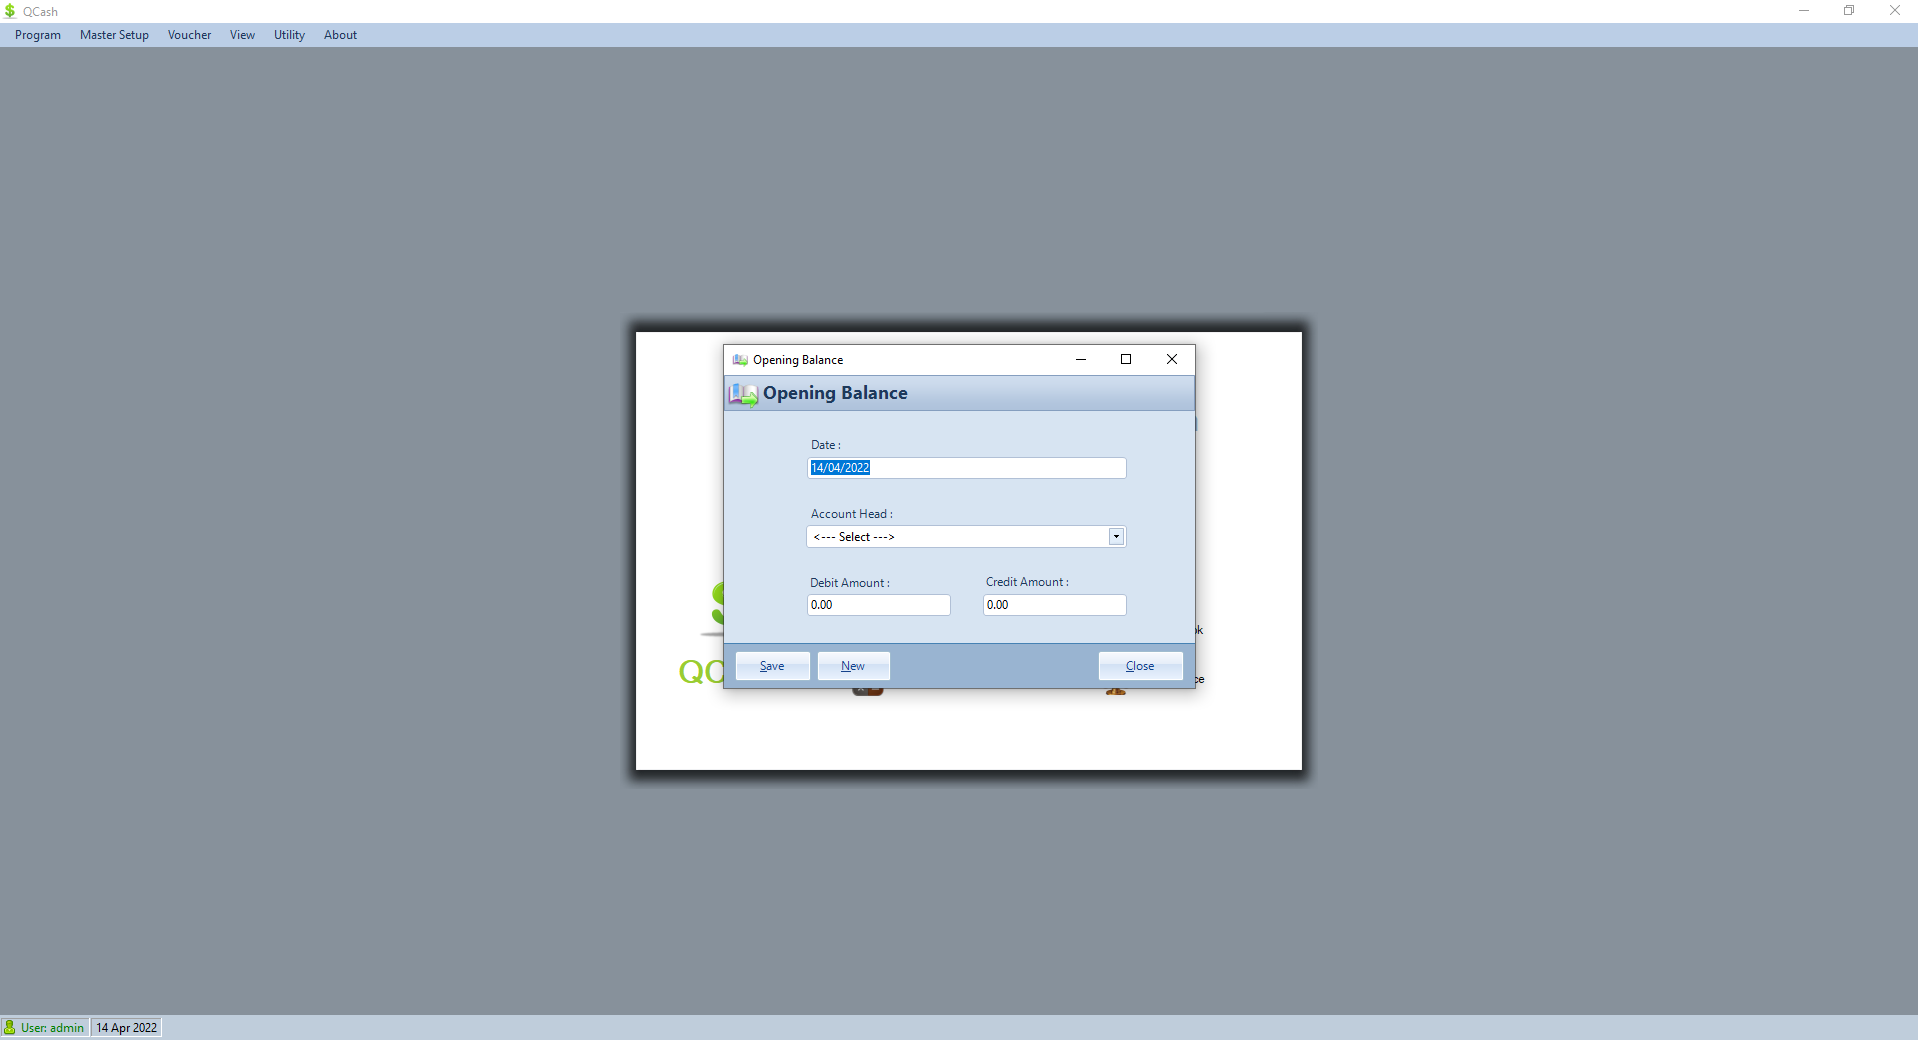 QCash
Program Master Setup Voucher View Utility About
Opening Balance
Opening Balance
Date :
14/04/2022
Account Head :
<--- Select --->
Debit Amount : Credit Amount :
0.00 0.00
Save New Close
User: admin 14 Apr 2022